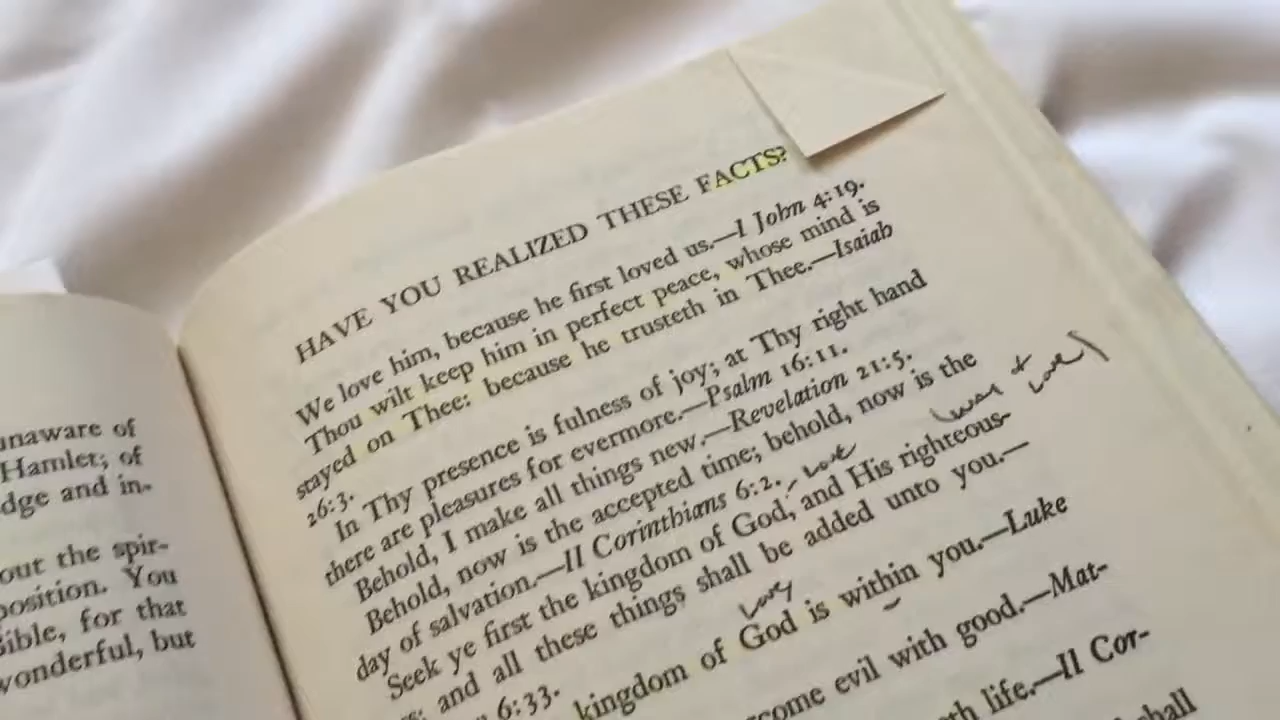 unaware of
Hamlet; of
dge and in-
out the spir-
position. You
Bible, for that
wonderful, but
HAVE YOU REALIZED THESE FACTS?
We love him, because he first loved us.—I John 4:19.
Thou wilt keep him in perfect peace, whose mind is
stayed on Thee: because he trusteth in Thee.—Isaiah
26:3.
In Thy presence is fulness of joy; at Thy right hand
there are pleasures for evermore.—Psalm 16:11.
Behold, I make all things new.—Revelation 21:5.
Behold, now is the accepted time; behold, now is the
day of salvation.—II Corinthians 6:2.
Love
(way + Love)
Seek ye first the kingdom of God, and His righteous-
and all these things shall be added unto you.—
6:33.
Love
kingdom of God is within you.—Luke
come evil with good.—Mat-
th life.—II Cor-
shall